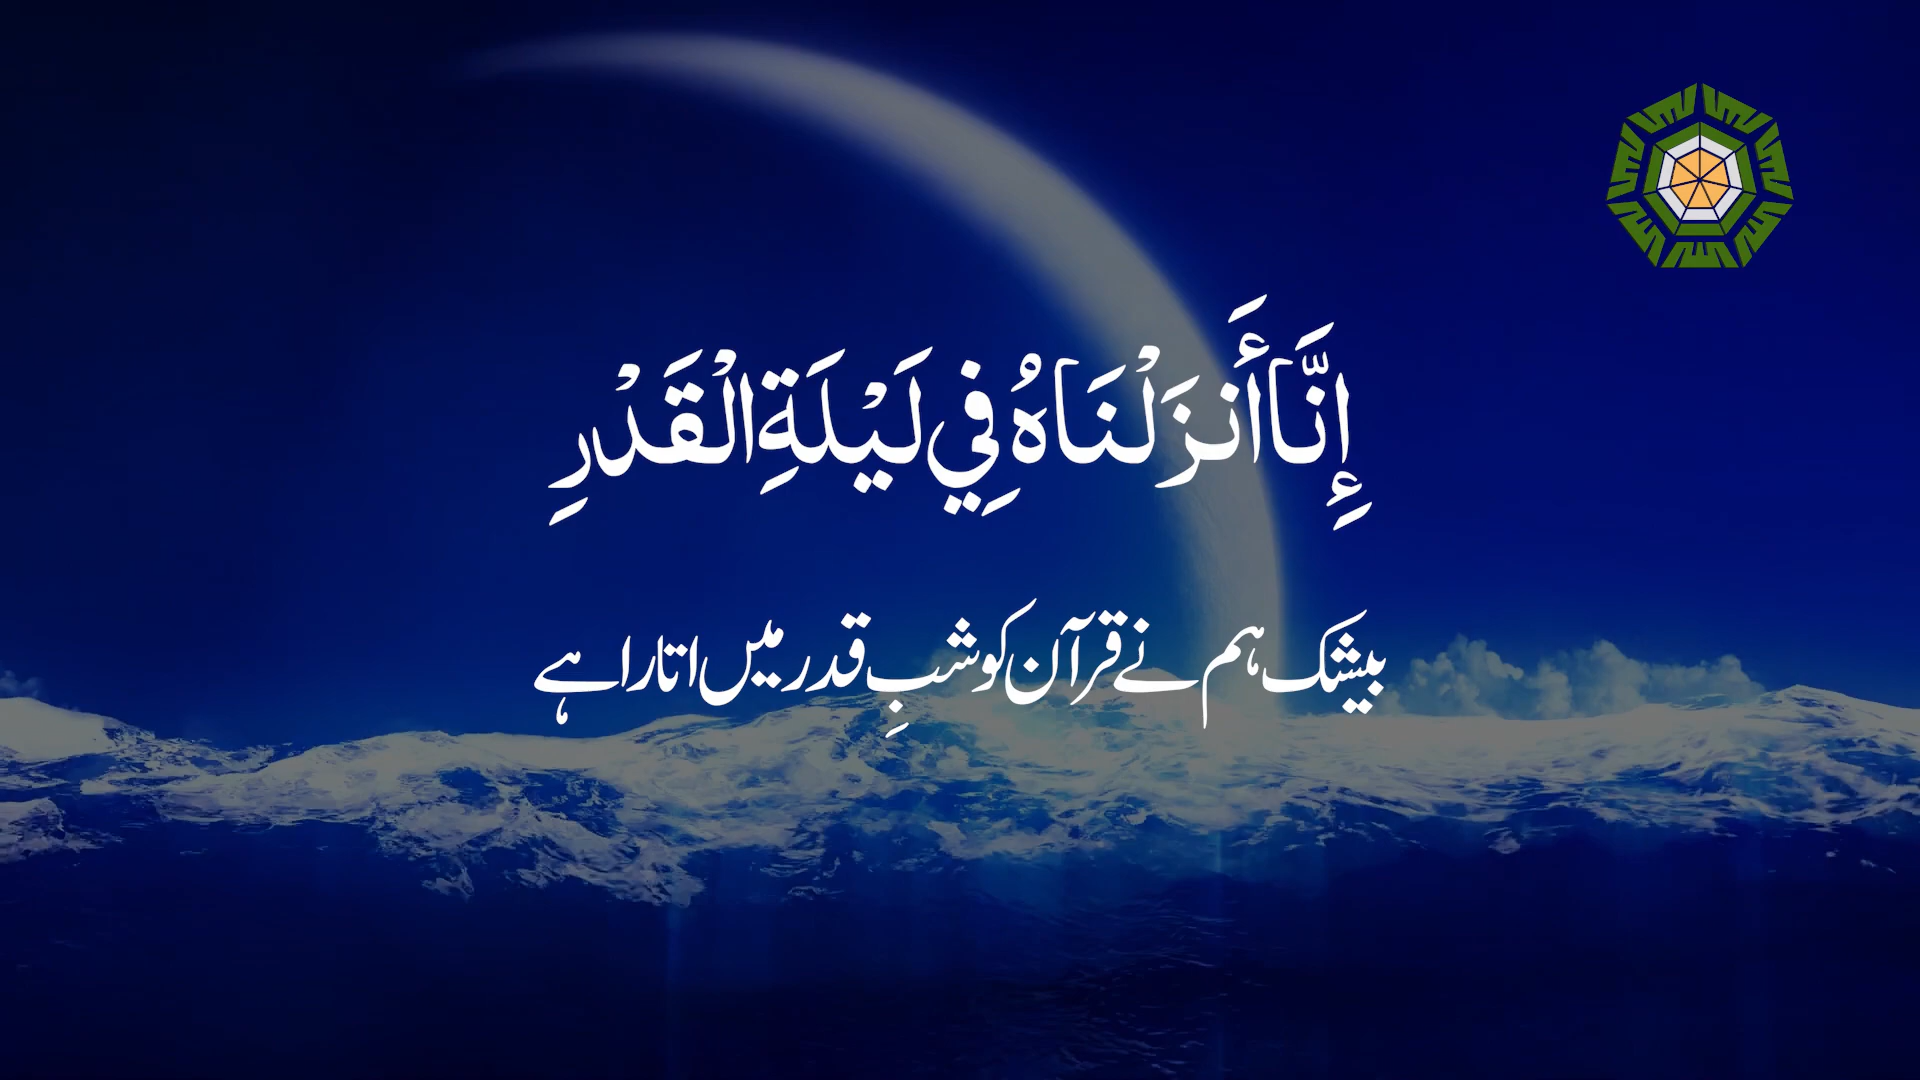 إِنَّا أَنزَلْنَاهُ فِي لَيْلَةِ الْقَدْرِ
بیشک ہم نے قرآن کو شبِ قدر میں اتارا ہے